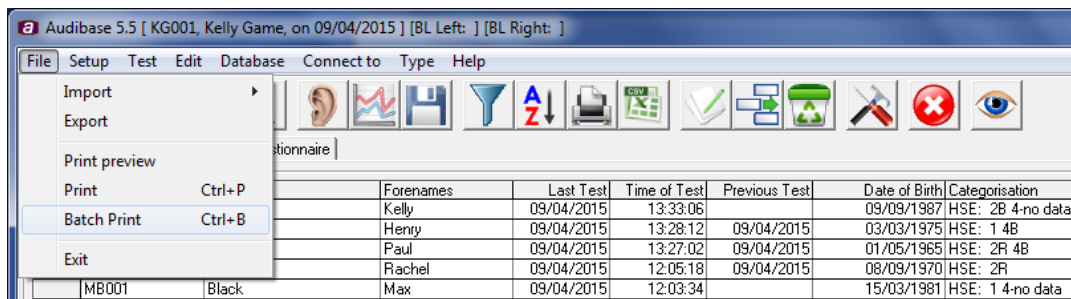 a Audibase 5.5 [ KG001, Kelly Game, on 09/04/2015 ] [BL Left: ] [BL Right: ]
File Setup Test Edit Database Connect to Type Help
Import
Export
A Z CSV
Print preview
stionnaire
Print Ctrl+P
Batch Print Ctrl+B
Exit
Forenames Last Test Time of Test Previous Test Date of Birth Categorisation
Kelly 09/04/2015 13:33:06 09/09/1987 HSE: 2B 4-no data
Henry 09/04/2015 13:28:12 09/04/2015 03/03/1975 HSE: 1 4B
Paul 09/04/2015 13:27:02 09/04/2015 01/05/1965 HSE: 2R 4B
Rachel 09/04/2015 12:05:18 09/04/2015 08/09/1970 HSE: 2R
MB001 Black Max 09/04/2015 12:03:34 15/03/1981 HSE: 1 4-no data